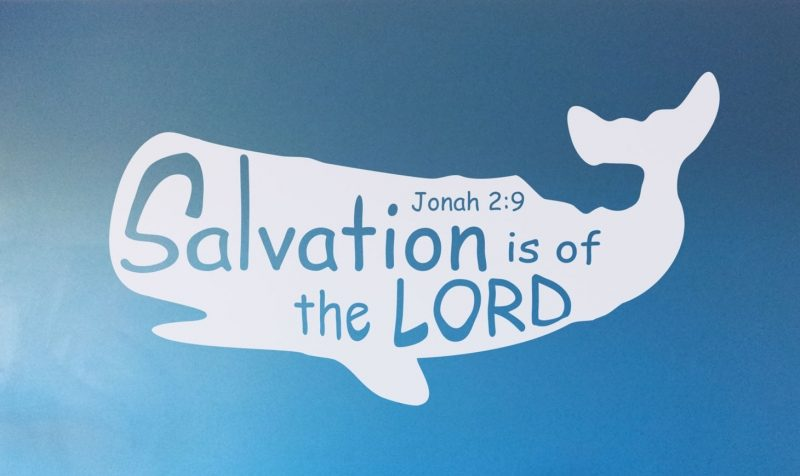 Jonah 2:9
Salvation is of
the LORD